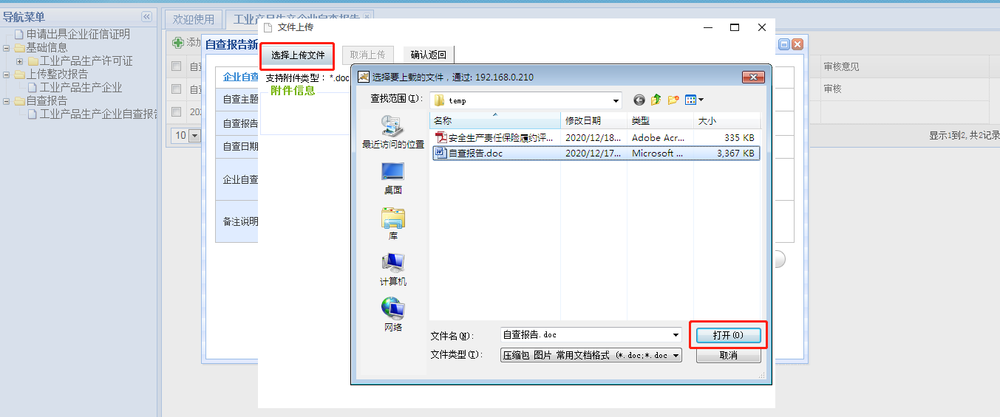 导航菜单
申请出具企业征信证明
基础信息
工业产品生产许可证
上传整改报告
工业产品生产企业
自查报告
工业产品生产企业自查报告
欢迎使用
工业产品生产企业自查报告
添加
自查报告新
审核意见
审核
202
10
显示1到2,共2记录
企业自查
自查主题
自查报告
自查日期
企业自查
备注说明
文件上传
选择上传文件
取消上传
确认返回
支持附件类型：*.doc
附件信息
选择要上载的文件，通过: 192.168.0.210
查找范围(I):
temp
名称
修改日期
类型
大小
安全生产责任保险履约评...
2020/12/18...
Adobe Acr...
335 KB
自查报告.doc
2020/12/17...
Microsoft ...
3,367 KB
最近访问的位置
桌面
库
计算机
网络
文件名(N):
自查报告.doc
打开(O)
文件类型(T):
压缩包 图片 常用文档格式 (*.doc;*.doc
取消